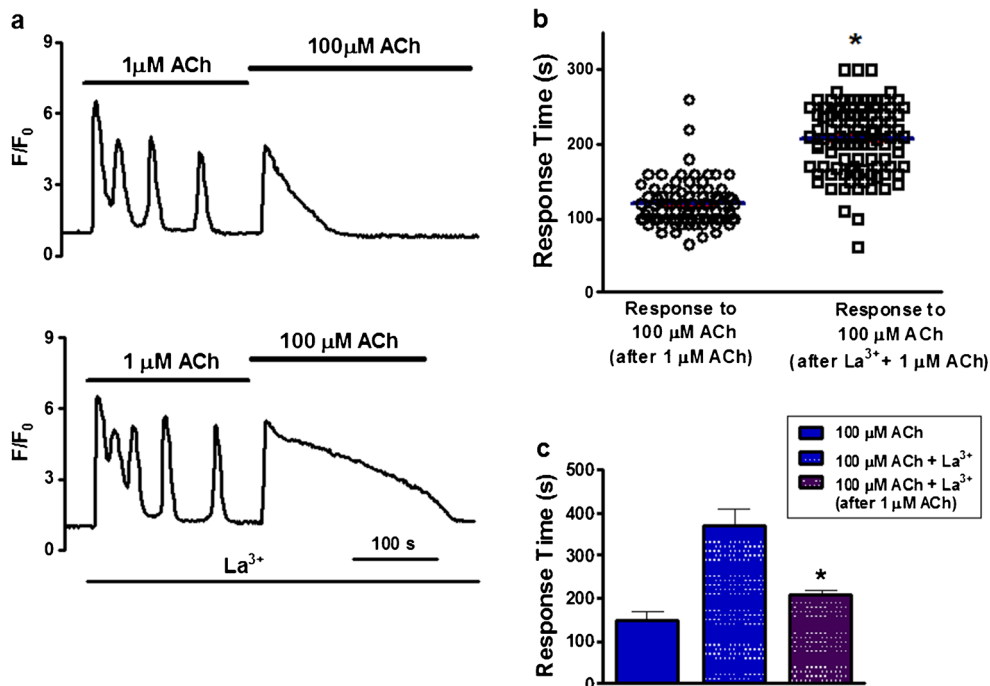 a
9
6
3
0
F/F0
1μM ACh
100μM ACh
9
6
3
0
F/F0
1 μM ACh
100 μM ACh
100 s
La3+
b
Response Time (s)
300
200
100
0
*
Response to
100 μM ACh
(after 1 μM ACh)
Response to
100 μM ACh
(after La3+ + 1 μM ACh)
c
Response Time (s)
500
400
300
200
100
0
*
100 μM ACh
100 μM ACh + La3+
100 μM ACh + La3+
(after 1 μM ACh)